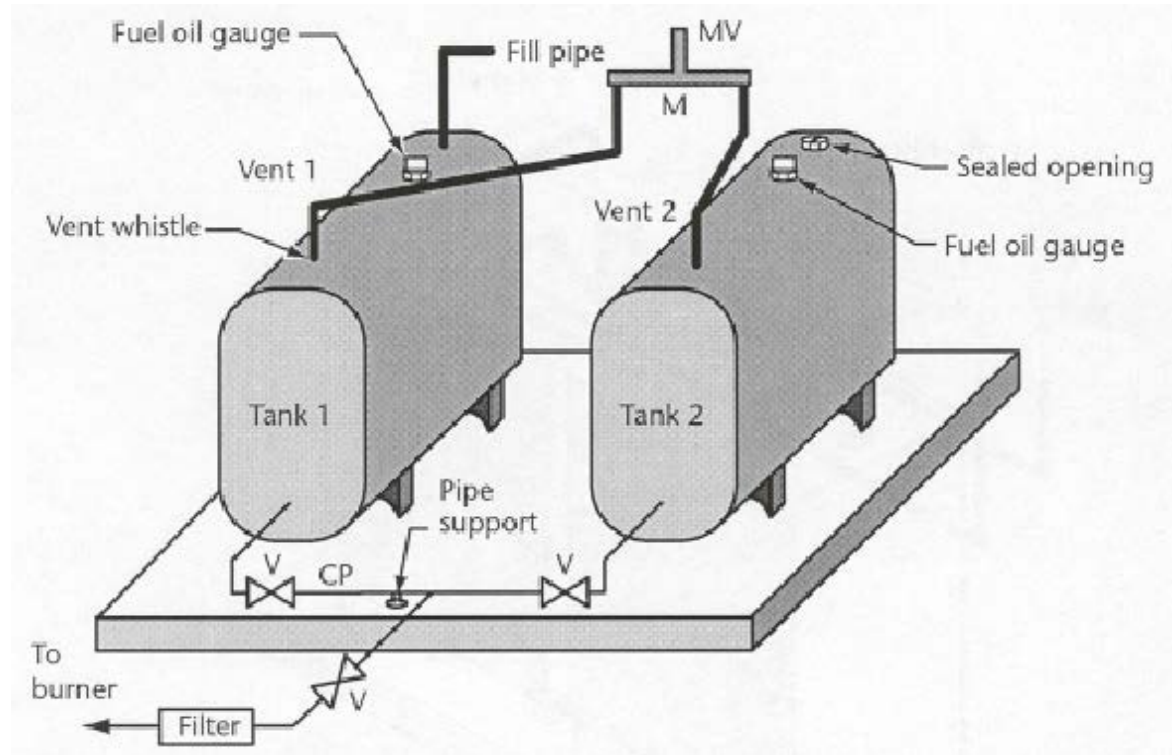 Fuel oil gauge
Fill pipe
MV
M
Vent 1
Sealed opening
Vent whistle
Vent 2
Fuel oil gauge
Tank 1
Tank 2
Pipe
support
V
CP
V
To
burner
V
Filter